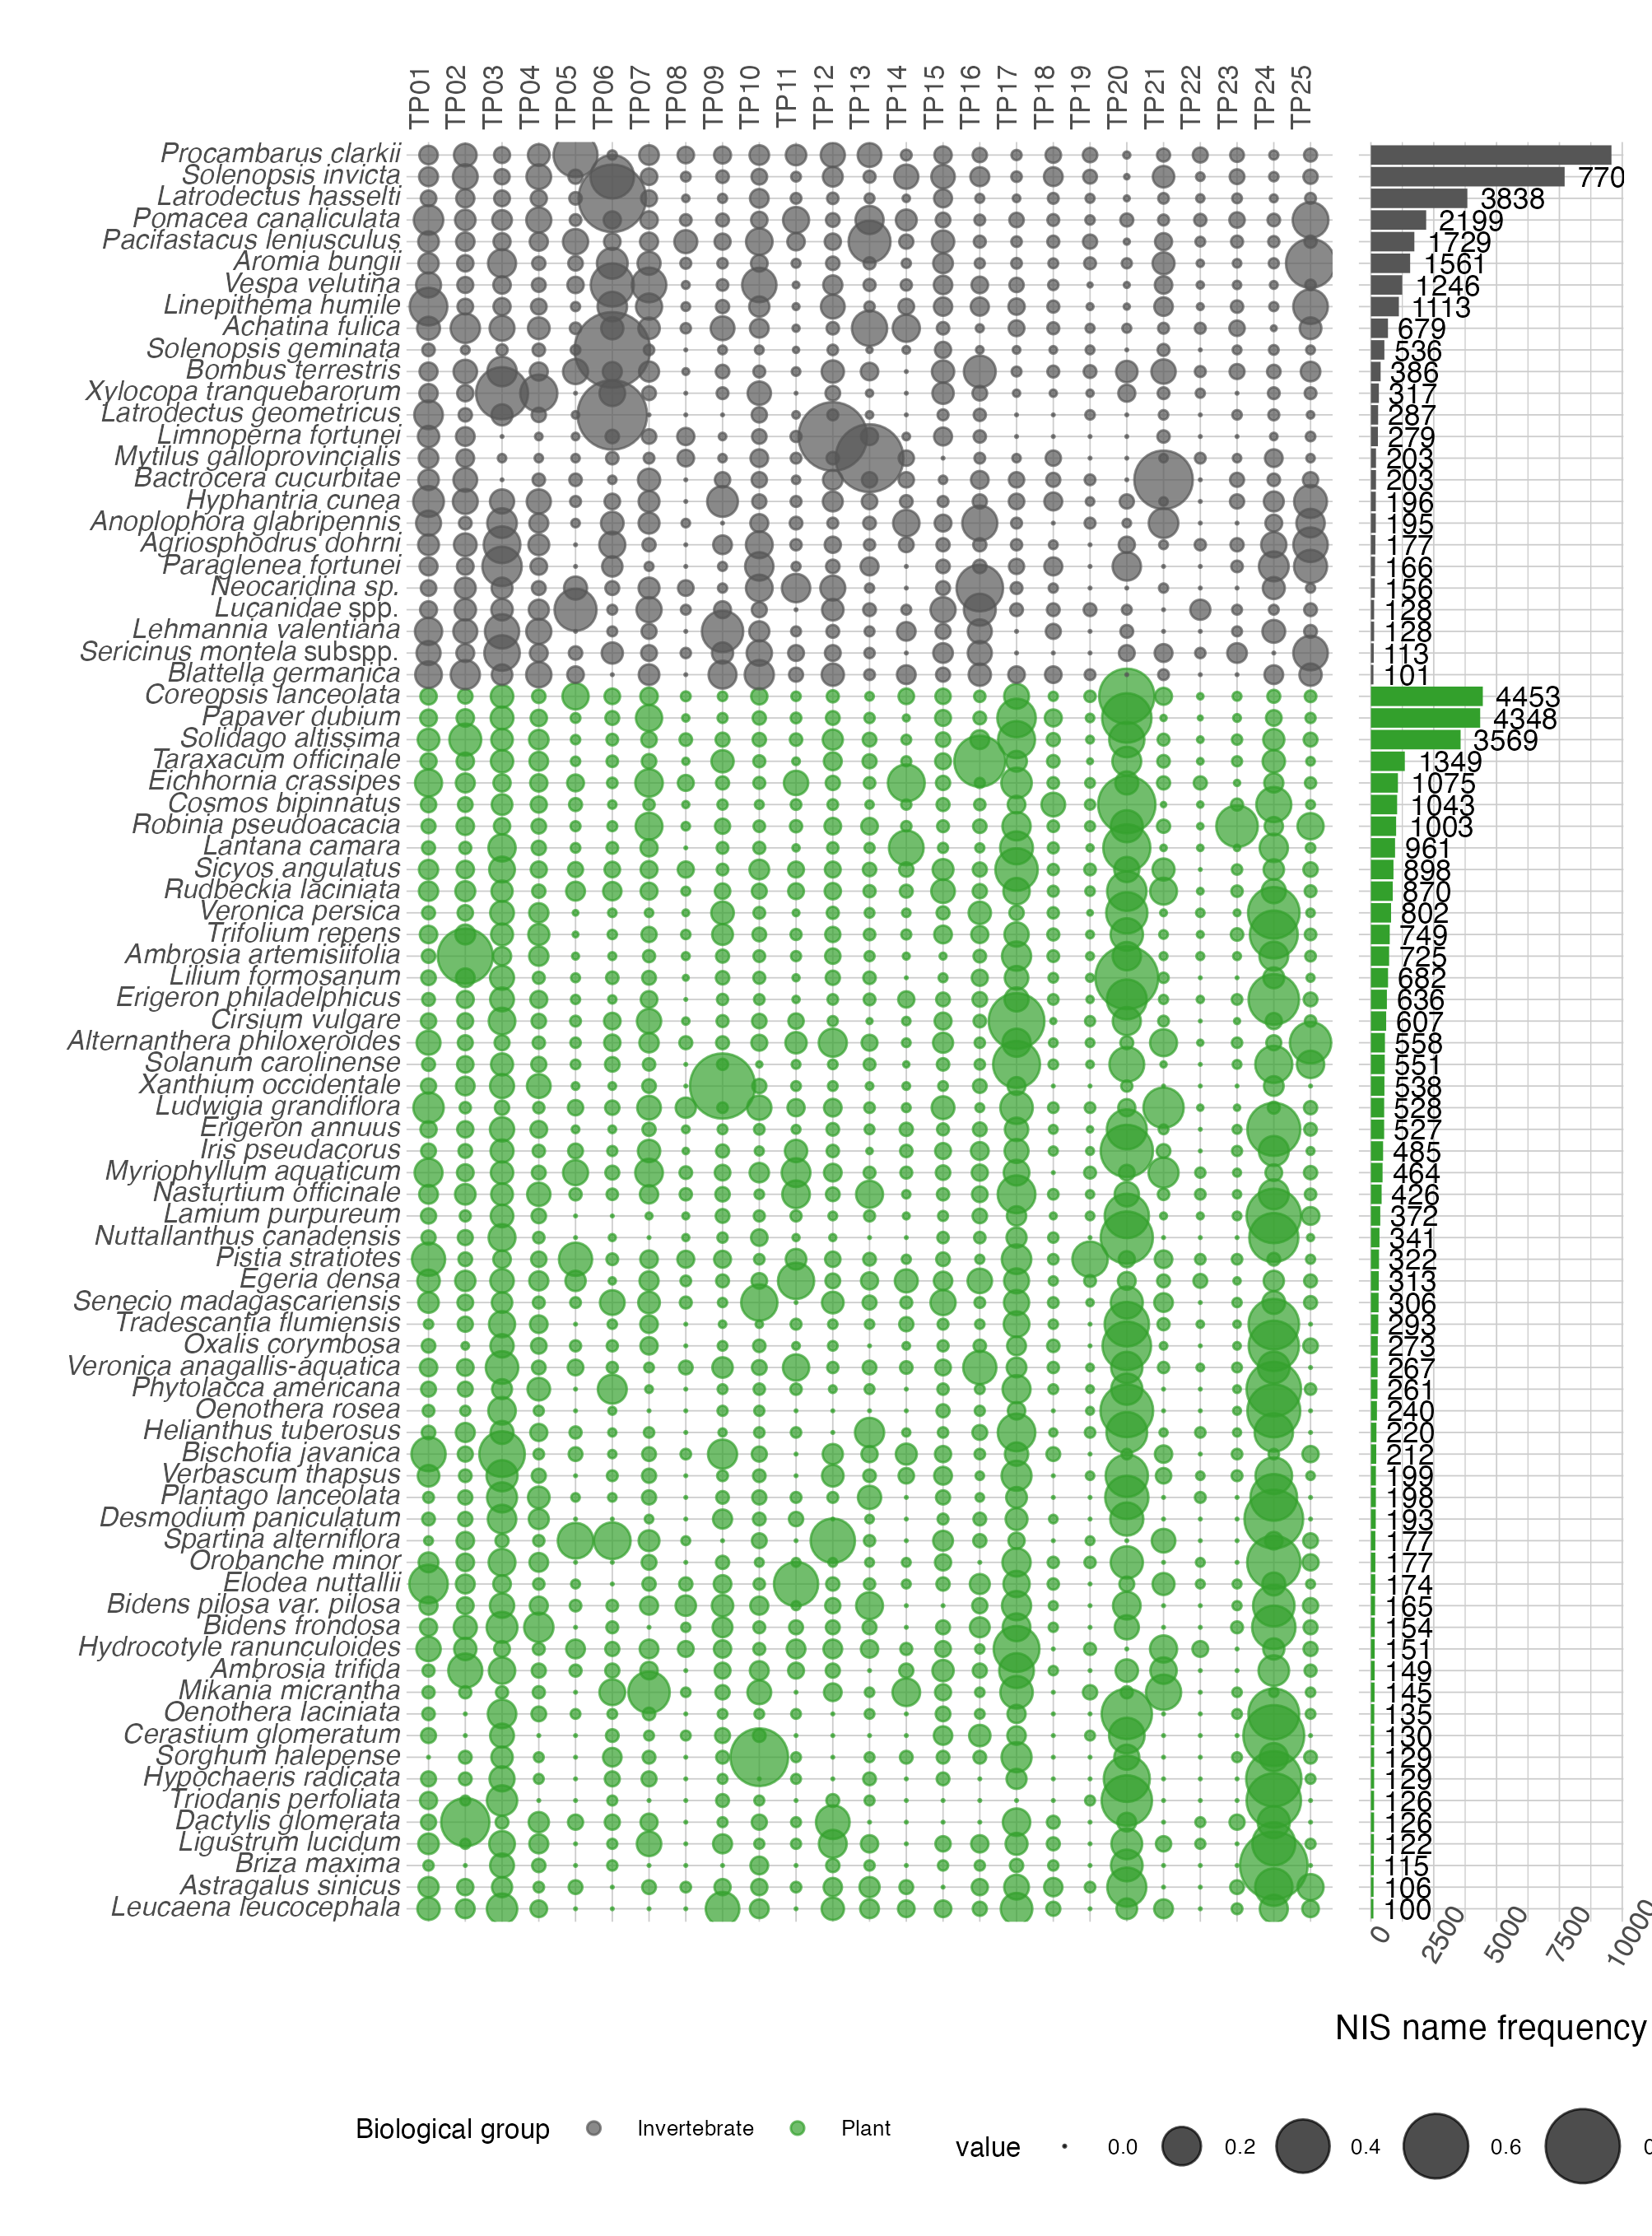 TP01 TP02 TP03 TP04 TP05 TP06 TP07 TP08 TP09 TP10 TP11 TP12 TP13 TP14 TP15 TP16 TP17 TP18 TP19 TP20 TP21 TP22 TP23 TP24 TP25
Procambarus clarkii
Solenopsis invicta 770
Latrodectus hasselti 3838
Pomacea canaliculata 2199
Pacifastacus leniusculus 1729
Aromia bungii 1561
Vespa velutina 1246
Linepithema humile 1113
Achatina fulica 679
Solenopsis geminata 536
Bombus terrestris 386
Xylocopa tranquebarorum 317
Latrodectus geometricus 287
Limnoperna fortunei 279
Mytilus galloprovincialis 203
Bactrocera cucurbitae 203
Hyphantria cunea 196
Anoplophora glabripennis 195
Agriosphodrus dohrni 177
Paraglenea fortunei 166
Neocaridina sp. 156
Lucanidae spp. 128
Lehmannia valentiana 128
Sericinus montela subspp. 113
Blattella germanica 101
Coreopsis lanceolata 4453
Papaver dubium 4348
Solidago altissima 3569
Taraxacum officinale 1349
Eichhornia crassipes 1075
Cosmos bipinnatus 1043
Robinia pseudoacacia 1003
Lantana camara 961
Sicyos angulatus 898
Rudbeckia laciniata 870
Veronica persica 802
Trifolium repens 749
Ambrosia artemisiifolia 725
Lilium formosanum 682
Erigeron philadelphicus 636
Cirsium vulgare 607
Alternanthera philoxeroides 558
Solanum carolinense 551
Xanthium occidentale 538
Ludwigia grandiflora 528
Erigeron annuus 527
Iris pseudacorus 485
Myriophyllum aquaticum 464
Nasturtium officinale 426
Lamium purpureum 372
Nuttallanthus canadensis 341
Pistia stratiotes 322
Egeria densa 313
Senecio madagascariensis 306
Tradescantia flumiensis 293
Oxalis corymbosa 273
Veronica anagallis-aquatica 267
Phytolacca americana 261
Oenothera rosea 240
Helianthus tuberosus 220
Bischofia javanica 212
Verbascum thapsus 199
Plantago lanceolata 198
Desmodium paniculatum 193
Spartina alterniflora 177
Orobanche minor 177
Elodea nuttallii 174
Bidens pilosa var. pilosa 165
Bidens frondosa 154
Hydrocotyle ranunculoides 151
Ambrosia trifida 149
Mikania micrantha 145
Oenothera laciniata 135
Cerastium glomeratum 130
Sorghum halepense 129
Hypochaeris radicata 129
Triodanis perfoliata 126
Dactylis glomerata 126
Ligustrum lucidum 122
Briza maxima 115
Astragalus sinicus 106
Leucaena leucocephala 100
0 2500 5000 7500 10000
NIS name frequency
Biological group Invertebrate Plant
value 0.0 0.2 0.4 0.6